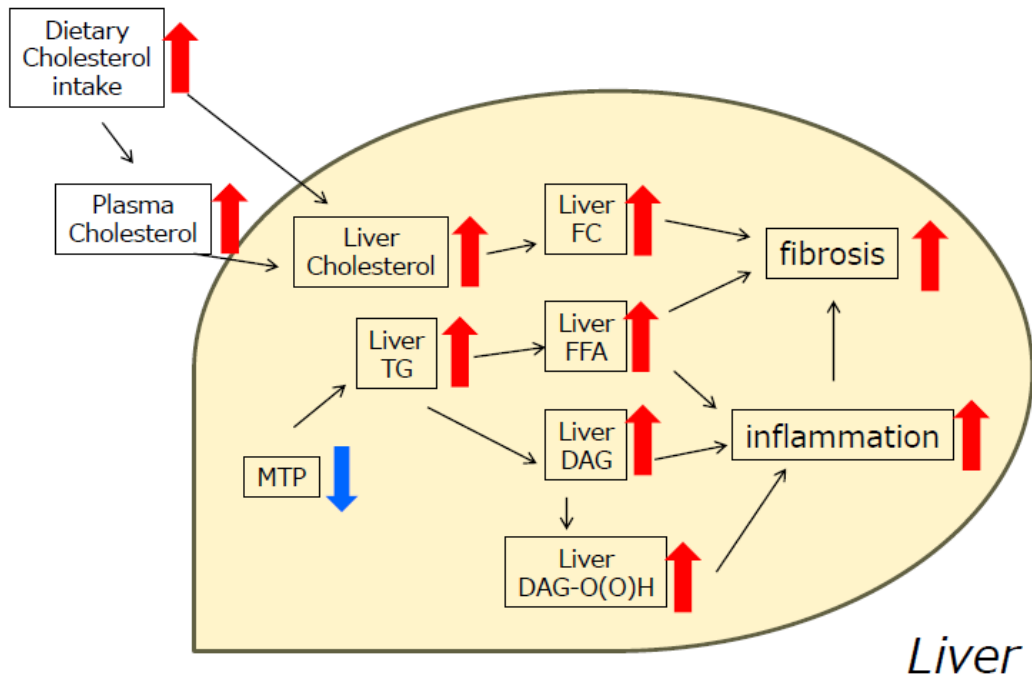 Dietary
Cholesterol
intake
Plasma
Cholesterol
Liver
Cholesterol
Liver
FC
fibrosis
Liver
TG
Liver
FFA
Liver
DAG
inflammation
MTP
Liver
DAG-O(O)H
Liver